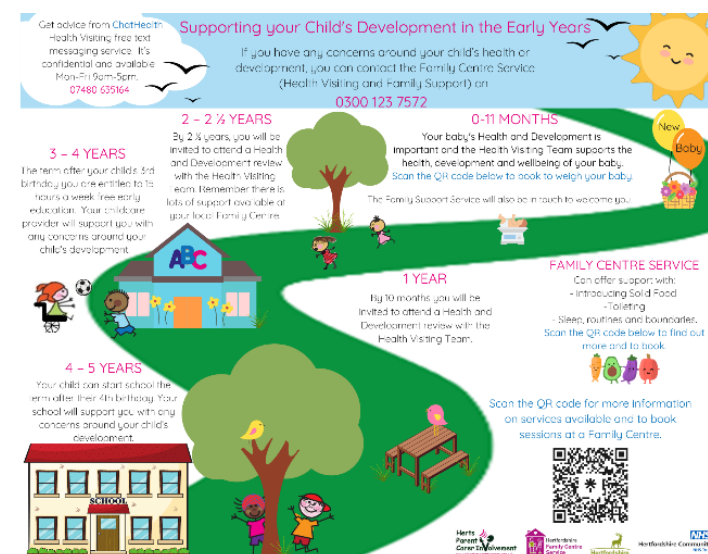 Get advice from ChatHealth
Health Visiting free text
messaging service. It's
confidential and available
Mon-Fri 9am-5pm.
07480 635164
Supporting your Child's Development in the Early Years
If you have any concerns around your child's health or
development, you can contact the Family Centre Service
(Health Visiting and Family Support) on
0300 123 7572
0-11 MONTHS
Your baby's Health and Development is
important and the Health Visiting Team supports the
health, development and wellbeing of your baby.
Scan the QR code below to book to weigh your baby.
The Family Support Service will also be in touch to welcome you
New
Baby
2 – 2 ½ YEARS
By 2 ½ years, you will be
invited to attend a Health
and Development review
with the Health Visiting
Team. Remember there is
lots of support available at
your local Family Centre.
3 – 4 YEARS
The term after your child's 3rd
birthday you are entitled to 15
hours a week free early
education. Your childcare
provider will support you with
any concerns around your
child's development
ABC
1 YEAR
By 10 months you will be
invited to attend a Health and
Development review with the
Health Visiting Team.
FAMILY CENTRE SERVICE
Can offer support with:
- Introducing Solid Food
-Toileting
- Sleep, routines and boundaries.
Scan the QR code below to find out
more and to book.
4 – 5 YEARS
Your child can start school the
term after their 4th birthday. Your
school will support you with any
concerns around your child's
development.
SCHOOL
Scan the QR code for more information
on services available and to book
sessions at a Family Centre.
Herts
Parent
Carer Involvement
Hertfordshire
Family Centre
Service
Hertfordshire
NHS
Hertfordshire Communit